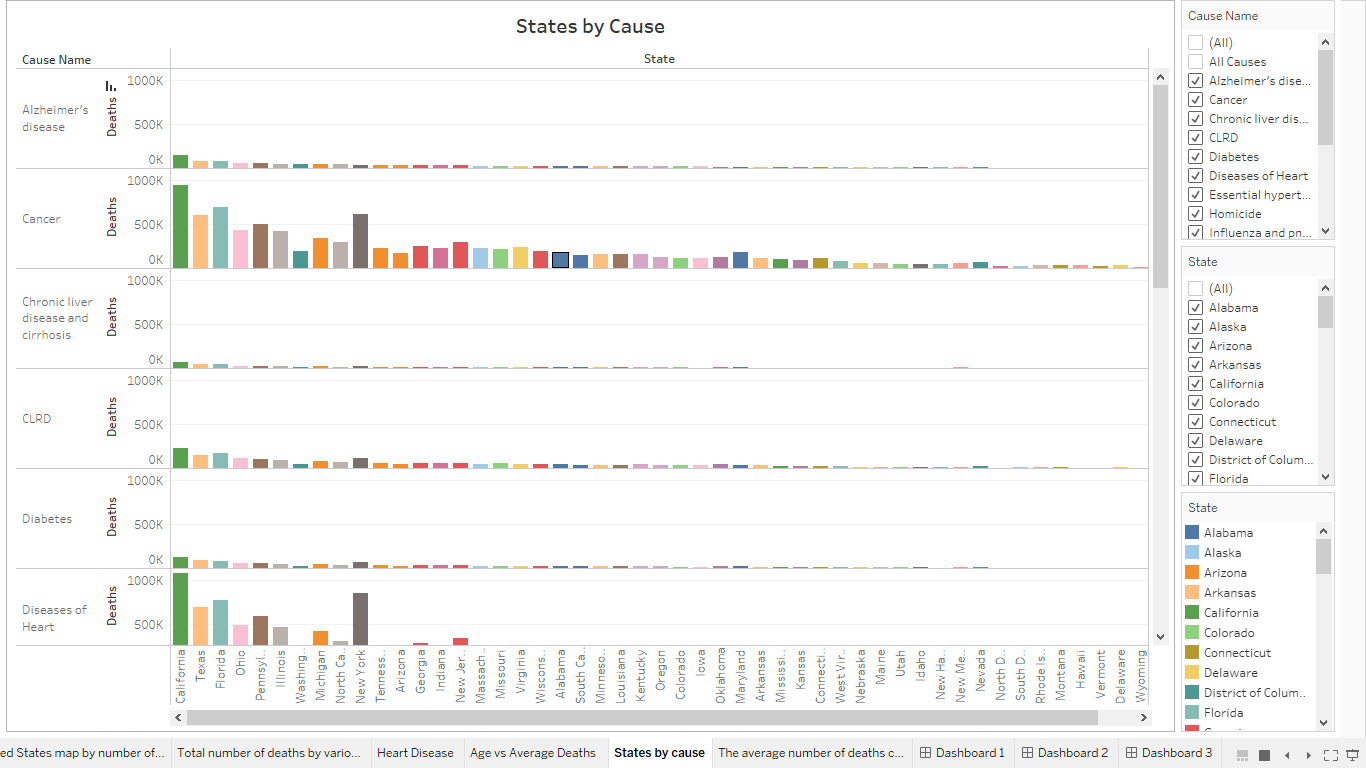 States by Cause
Cause Name
State
Alzheimer's
disease
Deaths
1000K
500K
0K
Cancer
Deaths
1000K
500K
0K
Chronic liver
disease and
cirrhosis
Deaths
1000K
500K
0K
CLRD
Deaths
1000K
500K
0K
Diabetes
Deaths
1000K
500K
0K
Diseases of
Heart
Deaths
1000K
500K
California
Texas
Florida
Ohio
Pennsyl..
Illinois
Washing..
Michigan
North Ca..
New York
Tenness..
Arizona
Georgia
Indiana
New Jer..
Massach..
Missouri
Virginia
Wiscons..
Alabama
South Ca..
Minneso..
Louisiana
Kentucky
Oregon
Colorado
Iowa
Oklahoma
Maryland
Arkansas
Mississi..
Kansas
Connecti..
West Vir..
Nebraska
Maine
Utah
Idaho
New Ha..
New Me..
Nevada
North D..
South D..
Rhode Is..
Montana
Hawaii
Vermont
Delaware
Wyoming
Cause Name
(All)
All Causes
Alzheimer's dise...
Cancer
Chronic liver dis...
CLRD
Diabetes
Diseases of Heart
Essential hypert...
Homicide
Influenza and pn...
State
(All)
Alabama
Alaska
Arizona
Arkansas
California
Colorado
Connecticut
Delaware
District of Colum...
Florida
State
Alabama
Alaska
Arizona
Arkansas
California
Colorado
Connecticut
Delaware
District of Colum..
Florida
ed States map by number of... Total number of deaths by vario... Heart Disease Age vs Average Deaths States by cause The average number of deaths c... Dashboard 1 Dashboard 2 Dashboard 3